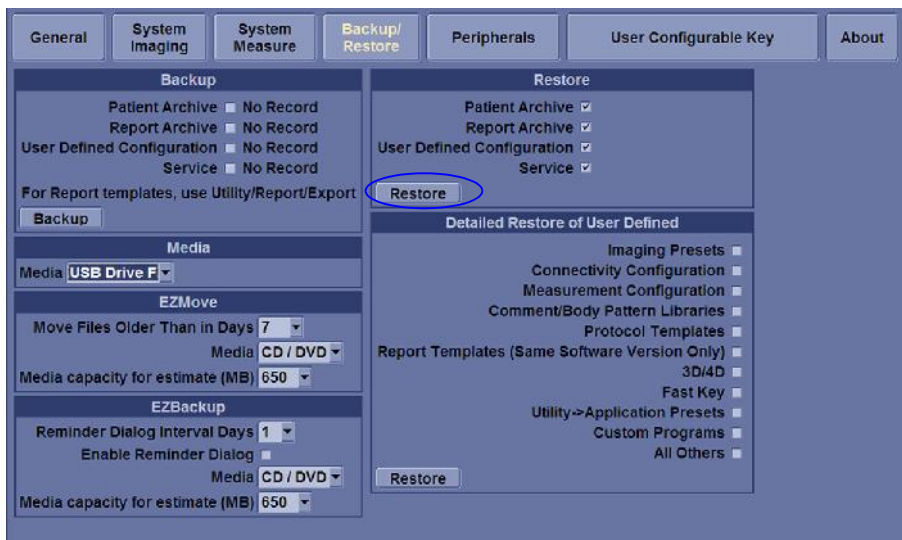 General
System Imaging
System Measure
Backup/ Restore
Peripherals
User Configurable Key
About
Backup
Patient Archive No Record
Report Archive No Record
User Defined Configuration No Record
Service No Record
For Report templates, use Utility/Report/Export
Backup
Media
Media USB Drive F
EZMove
Move Files Older Than in Days 7
Media CD / DVD
Media capacity for estimate (MB) 650
EZBackup
Reminder Dialog Interval Days 1
Enable Reminder Dialog
Media CD / DVD
Media capacity for estimate (MB) 650
Restore
Patient Archive
Report Archive
User Defined Configuration
Service
Restore
Detailed Restore of User Defined
Imaging Presets
Connectivity Configuration
Measurement Configuration
Comment/Body Pattern Libraries
Protocol Templates
Report Templates (Same Software Version Only)
3D/4D
Fast Key
Utility->Application Presets
Custom Programs
All Others
Restore